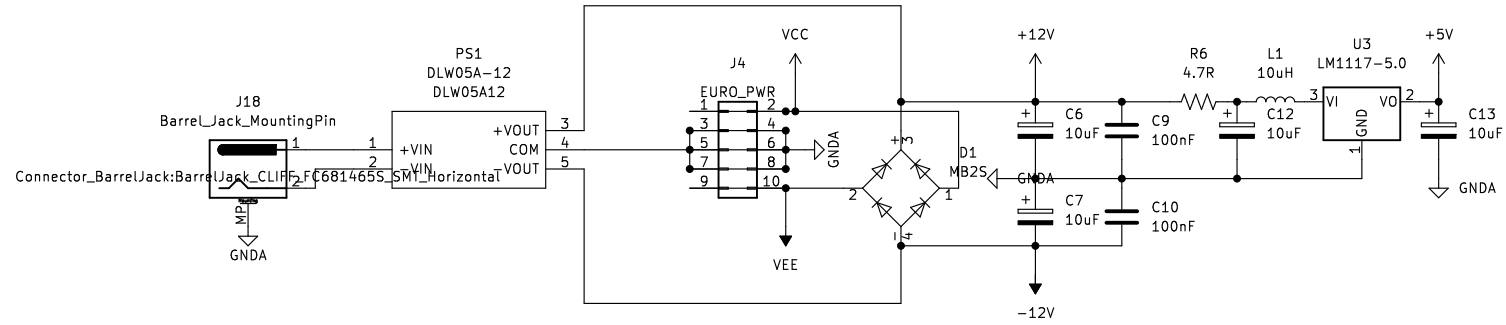 VCC
+12V
+5V
PS1
DLW05A-12
DLW05A12
J4
EURO_PWR
R6
4.7R
L1
10uH
U3
LM1117-5.0
J18
Barrel_Jack_MountingPin
1
2
3
4
5
6
7
8
9
10
1
1
+VIN
2
-VIN
2
+VOUT
3
COM
4
-VOUT
5
Connector_BarrelJack:BarrelJack_CLIFF_FC681465S_SMT_Horizontal
MP
GNDA
GNDA
VEE
+
3
D1
MB2S
2
1
-
4
GNDA
+
C6
10uF
C9
100nF
+
C12
10uF
3
VI
VO
2
GND
1
+
C13
10uF
GNDA
+
C7
10uF
C10
100nF
-12V